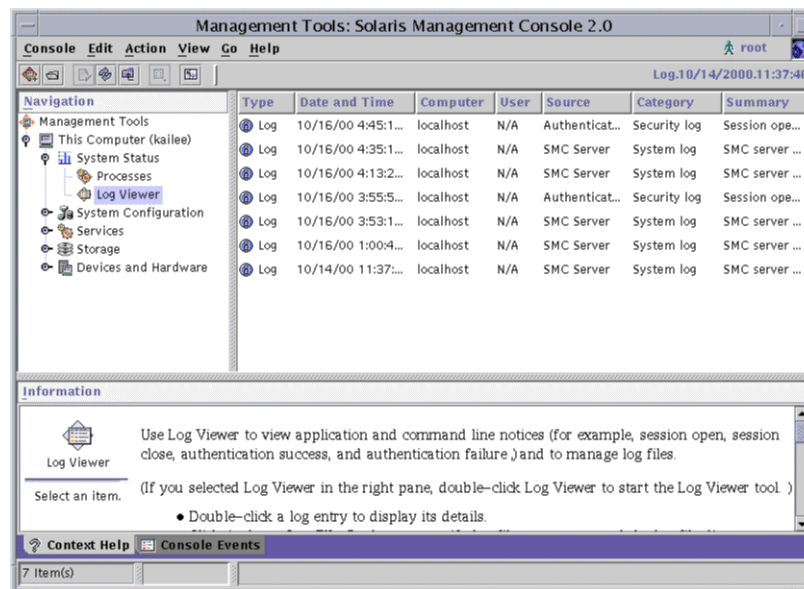 Management Tools: Solaris Management Console 2.0
Console Edit Action View Go Help
root
Log.10/14/2000.11:37:48
Navigation
Management Tools
This Computer (kailee)
System Status
Processes
Log Viewer
System Configuration
Services
Storage
Devices and Hardware
Type Date and Time Computer User Source Category Summary
Log 10/16/00 4:45:1... localhost N/A Authenticat... Security log Session ope...
Log 10/16/00 4:35:1... localhost N/A SMC Server System log SMC server ...
Log 10/16/00 4:13:2... localhost N/A SMC Server System log SMC server ...
Log 10/16/00 3:55:5... localhost N/A Authenticat... Security log Session ope...
Log 10/16/00 3:53:1... localhost N/A SMC Server System log SMC server ...
Log 10/16/00 1:00:4... localhost N/A SMC Server System log SMC server ...
Log 10/14/00 11:37:... localhost N/A SMC Server System log SMC server ...
Information
Log Viewer
Select an item.
Use Log Viewer to view application and command line notices (for example, session open, session
close, authentication success, and authentication failure,) and to manage log files.
(If you selected Log Viewer in the right pane, double-click Log Viewer to start the Log Viewer tool. )
• Double-click a log entry to display its details.
Context Help Console Events
7 Item(s)